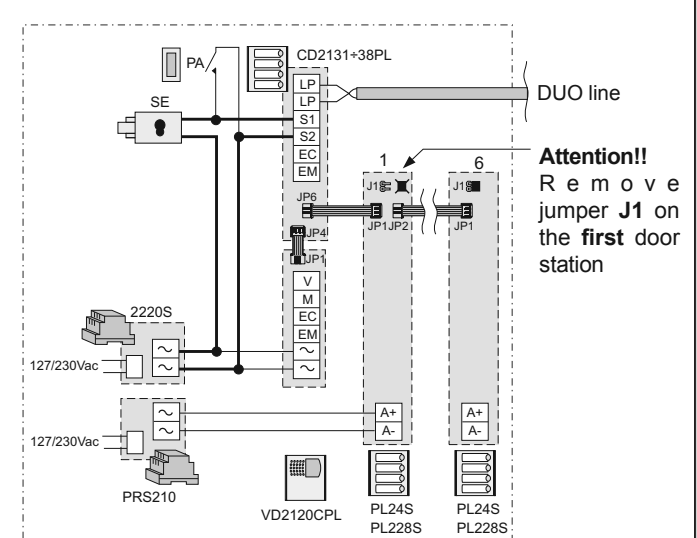 PA
CD2131÷38PL
SE
LP
LP
S1
S2
EC
EM
DUO line
Attention!!
R e m o v e
jumper J1 on
the first door
station
1
6
J1
J1
JP6
JP1
JP2
JP1
JP4
JP1
V
M
EC
EM
~
~
2220S
~
~
127/230Vac
~
~
127/230Vac
PRS210
A+
A-
A+
A-
VD2120CPL
PL24S
PL228S
PL24S
PL228S